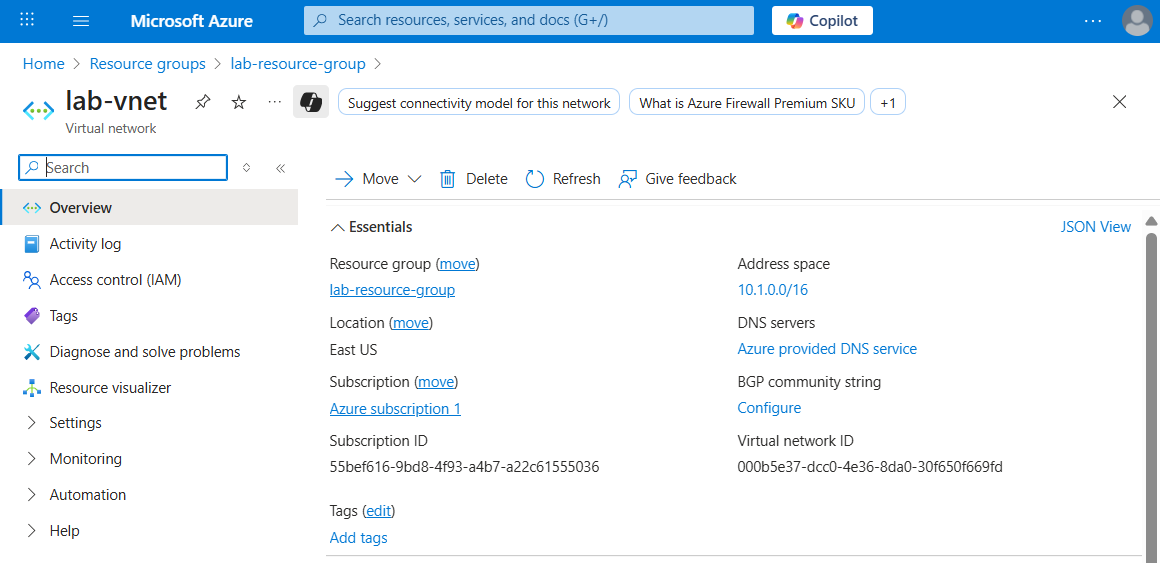 Microsoft Azure
Search resources, services, and docs (G+/)
Copilot
Home > Resource groups > lab-resource-group >
lab-vnet
Virtual network
Suggest connectivity model for this network
What is Azure Firewall Premium SKU
+1
Search
Overview
Activity log
Access control (IAM)
Tags
Diagnose and solve problems
Resource visualizer
Settings
Monitoring
Automation
Help
Move
Delete
Refresh
Give feedback
Essentials
JSON View
Resource group (move)
lab-resource-group
Location (move)
East US
Subscription (move)
Azure subscription 1
Subscription ID
55bef616-9bd8-4f93-a4b7-a22c61555036
Address space
10.1.0.0/16
DNS servers
Azure provided DNS service
BGP community string
Configure
Virtual network ID
000b5e37-dcc0-4e36-8da0-30f650f669fd
Tags (edit)
Add tags